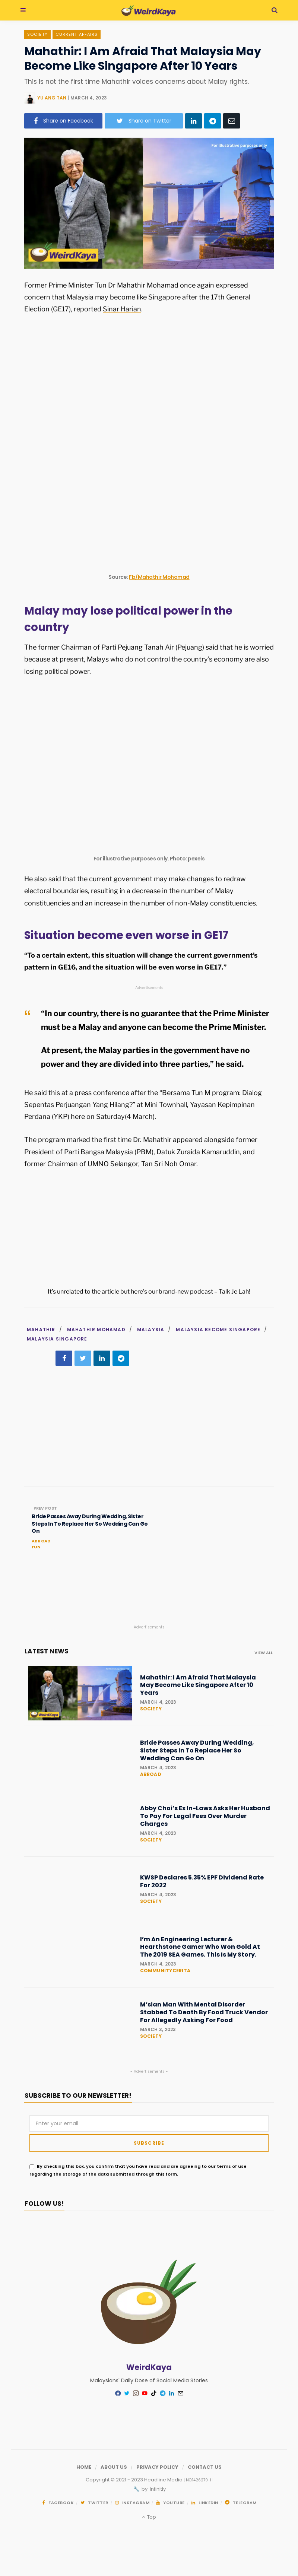 WeirdKaya
SOCIETY
CURRENT AFFAIRS
Mahathir: I Am Afraid That Malaysia May
Become Like Singapore After 10 Years
This is not the first time Mahathir voices concerns about Malay rights.
YU ANG TAN | MARCH 4, 2023
Share on Facebook
Share on Twitter
For illustration purposes only
WeirdKaya
Former Prime Minister Tun Dr Mahathir Mohamad once again expressed
concern that Malaysia may become like Singapore after the 17th General
Election (GE17), reported Sinar Harian.
Source: Fb/Mahathir Mohamad
Malay may lose political power in the
country
The former Chairman of Parti Pejuang Tanah Air (Pejuang) said that he is worried
because at present, Malays who do not control the country's economy are also
losing political power.
For illustrative purposes only. Photo: pexels
He also said that the current government may make changes to redraw
electoral boundaries, resulting in a decrease in the number of Malay
constituencies and an increase in the number of non-Malay constituencies.
Situation become even worse in GE17
“To a certain extent, this situation will change the current government's
pattern in GE16, and the situation will be even worse in GE17.”
- Advertisements -
“In our country, there is no guarantee that the Prime Minister
must be a Malay and anyone can become the Prime Minister.
At present, the Malay parties in the government have no
power and they are divided into three parties,” he said.
He said this at a press conference after the “Bersama Tun M program: Dialog
Sembang Perjuangan Yang Hilang?” at Mini Townhall, Yayasan Kepimpinan
Perdana (YKP) here on Saturday(4 March).
The program marked the first time Dr. Mahathir appeared alongside former
President of Parti Bangsa Malaysia (PBM), Datuk Zuraida Kamaruddin, and
former Chairman of UMNO Selangor, Tan Sri Noh Omar.
It's unrelated to the article but here's our brand-new podcast – Talk Je Lah!
MAHATHIR / MAHATHIR MOHAMAD / MALAYSIA / MALAYSIA BECOME SINGAPORE /
MALAYSIA SINGAPORE
PREV POST
Bride Passes Away During Wedding, Sister
Steps In To Replace Her So Wedding Can Go
On
ABROAD
FUN
- Advertisements -
LATEST NEWS
VIEW ALL
WeirdKaya
Mahathir: I Am Afraid That Malaysia
May Become Like Singapore After 10
Years
MARCH 4, 2023
SOCIETY
Bride Passes Away During Wedding,
Sister Steps In To Replace Her So
Wedding Can Go On
MARCH 4, 2023
ABROAD
Abby Choi's Ex In-Laws Asks Her Husband
To Pay For Legal Fees Over Murder
Charges
MARCH 4, 2023
SOCIETY
KWSP Declares 5.35% EPF Dividend Rate
For 2022
MARCH 4, 2023
SOCIETY
I'm An Engineering Lecturer &
Hearthstone Gamer Who Won Gold At
The 2019 SEA Games. This Is My Story.
MARCH 4, 2023
COMMUNITYCERITA
M'sian Man With Mental Disorder
Stabbed To Death By Food Truck Vendor
For Allegedly Asking For Food
MARCH 3, 2023
SOCIETY
- Advertisements -
SUBSCRIBE TO OUR NEWSLETTER!
Enter your email
SUBSCRIBE
By checking this box, you confirm that you have read and are agreeing to our terms of use
regarding the storage of the data submitted through this form.
FOLLOW US!
WeirdKaya
Malaysians' Daily Dose of Social Media Stories
HOME / ABOUT US / PRIVACY POLICY / CONTACT US
Copyright © 2021 - 2023 Headline Media
by Infinity
FACEBOOK
TWITTER
INSTAGRAM
YOUTUBE
LINKEDIN
TELEGRAM
Top